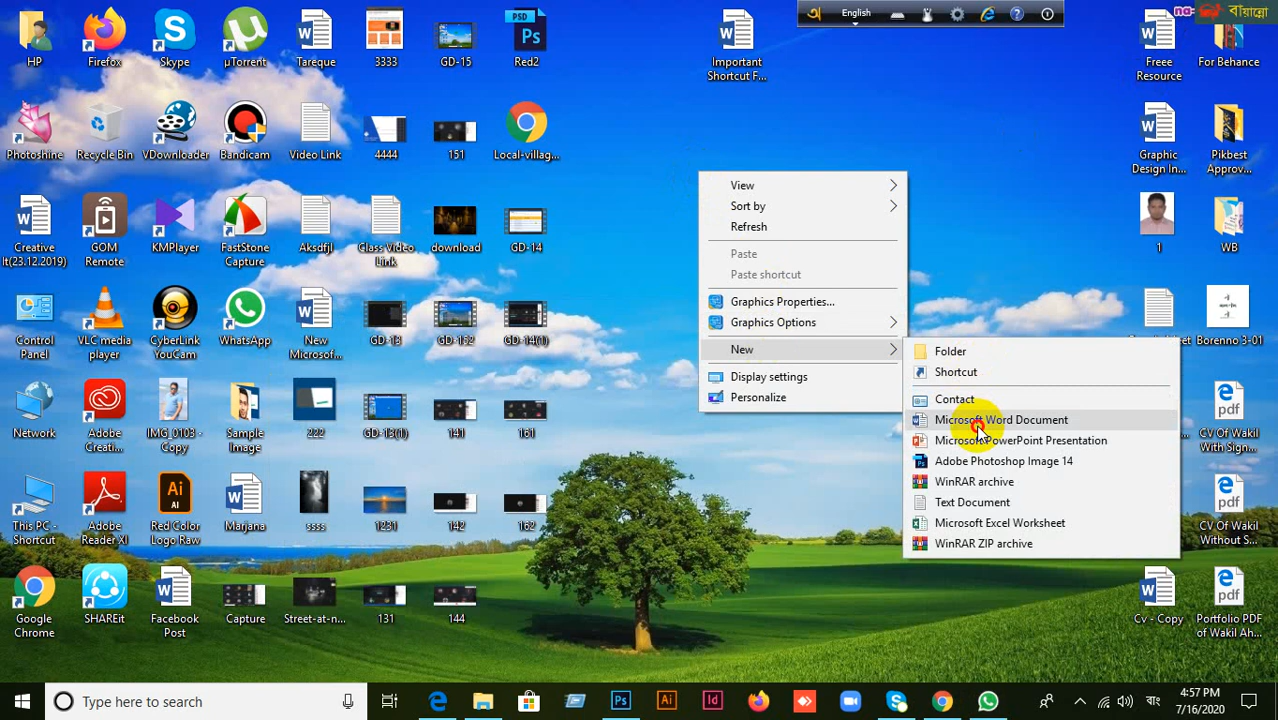 English
বায়ান্নো
HP
Firefox
Skype
µTorrent
Tareque
3333
GD-15
PSD
Ps
Red2
Important
Shortcut F...
Freee
Resource
For Behance
Photoshine
Recycle Bin
VDownloader
Bandicam
Video Link
4444
151
Local-villag...
Graphic
Design In...
Pikbest
Approv...
Creative
It(23.12.2019)
GOM
Remote
KMPlayer
FastStone
Capture
Aksdfjl
Class Video
Link
download
GD-14
1
WB
Control
Panel
VLC media
player
CyberLink
YouCam
WhatsApp
New
Microsof...
GD-13
GD-152
GD-14(1)
Borenno 3-01
Network
Adobe
Creati...
IMG_0103 -
Copy
Sample
Image
222
GD-13(1)
141
161
pdf
CV Of Wakil
With Sign...
This PC -
Shortcut
Adobe
Reader XI
Ai
AI
Red Color
Logo Raw
Marjana
ssss
1231
142
162
pdf
CV Of Wakil
Without S...
Google
Chrome
SHAREit
Facebook
Post
Capture
Street-at-n...
131
144
Cv - Copy
pdf
Portfolio PDF
of Wakil Ah...
View
Sort by
Refresh
Paste
Paste shortcut
Graphics Properties...
Graphics Options
New
Display settings
Personalize
Folder
Shortcut
Contact
Microsoft Word Document
Microsoft PowerPoint Presentation
Adobe Photoshop Image 14
WinRAR archive
Text Document
Microsoft Excel Worksheet
WinRAR ZIP archive
Type here to search
Ps
Ai
Id
বাং
4:57 PM
7/16/2020